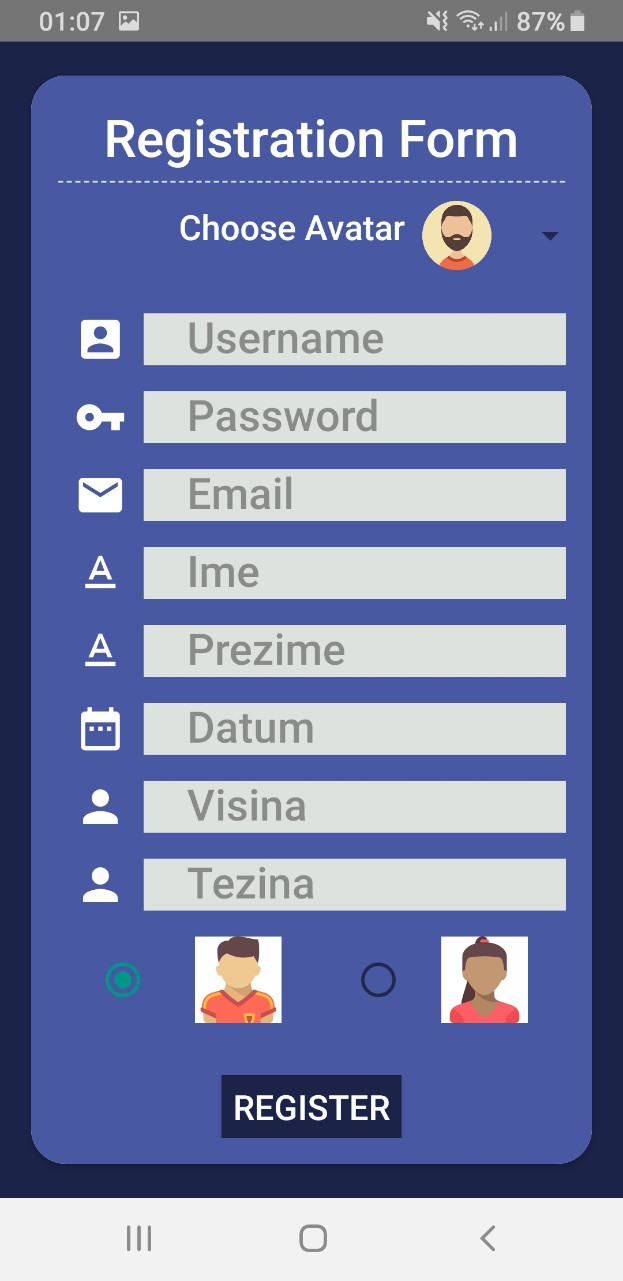 01:07 87%
Registration Form
Choose Avatar
Username
Password
Email
Ime
Prezime
Datum
Visina
Tezina
REGISTER